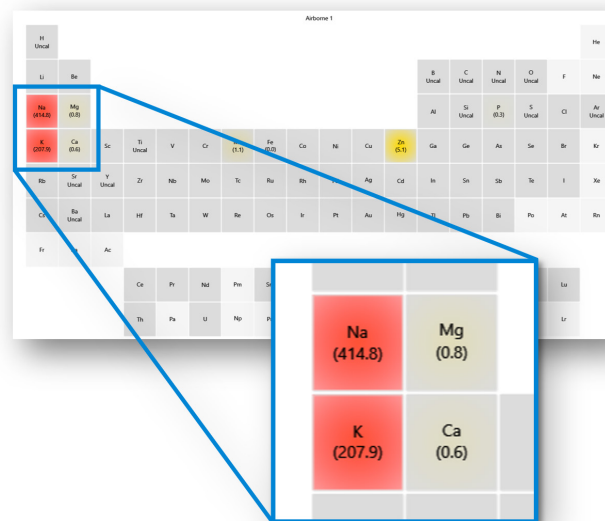 Airborne 1
H
Uncal
He
Li
Be
B
Uncal
C
Uncal
N
Uncal
O
Uncal
F
Ne
Na
(414.8)
Mg
(0.8)
Al
Si
Uncal
P
(0.3)
S
Uncal
Cl
Ar
Uncal
K
(207.9)
Ca
(0.6)
Sc
Ti
Uncal
V
Cr
(1.1)
Fe
(0.0)
Co
Ni
Cu
Zn
(5.1)
Ga
Ge
As
Se
Br
Kr
Rb
Sr
Uncal
Y
Uncal
Zr
Nb
Mo
Tc
Ru
Rh
Ag
Cd
In
Sn
Sb
Te
I
Xe
Cs
Ba
Uncal
La
Hf
Ta
W
Re
Os
Ir
Pt
Au
Hg
Tl
Pb
Bi
Po
At
Rn
Fr
Ac
Ce
Pr
Nd
Pm
Lu
Th
Pa
U
Np
Lr
Na
(414.8)
Mg
(0.8)
K
(207.9)
Ca
(0.6)